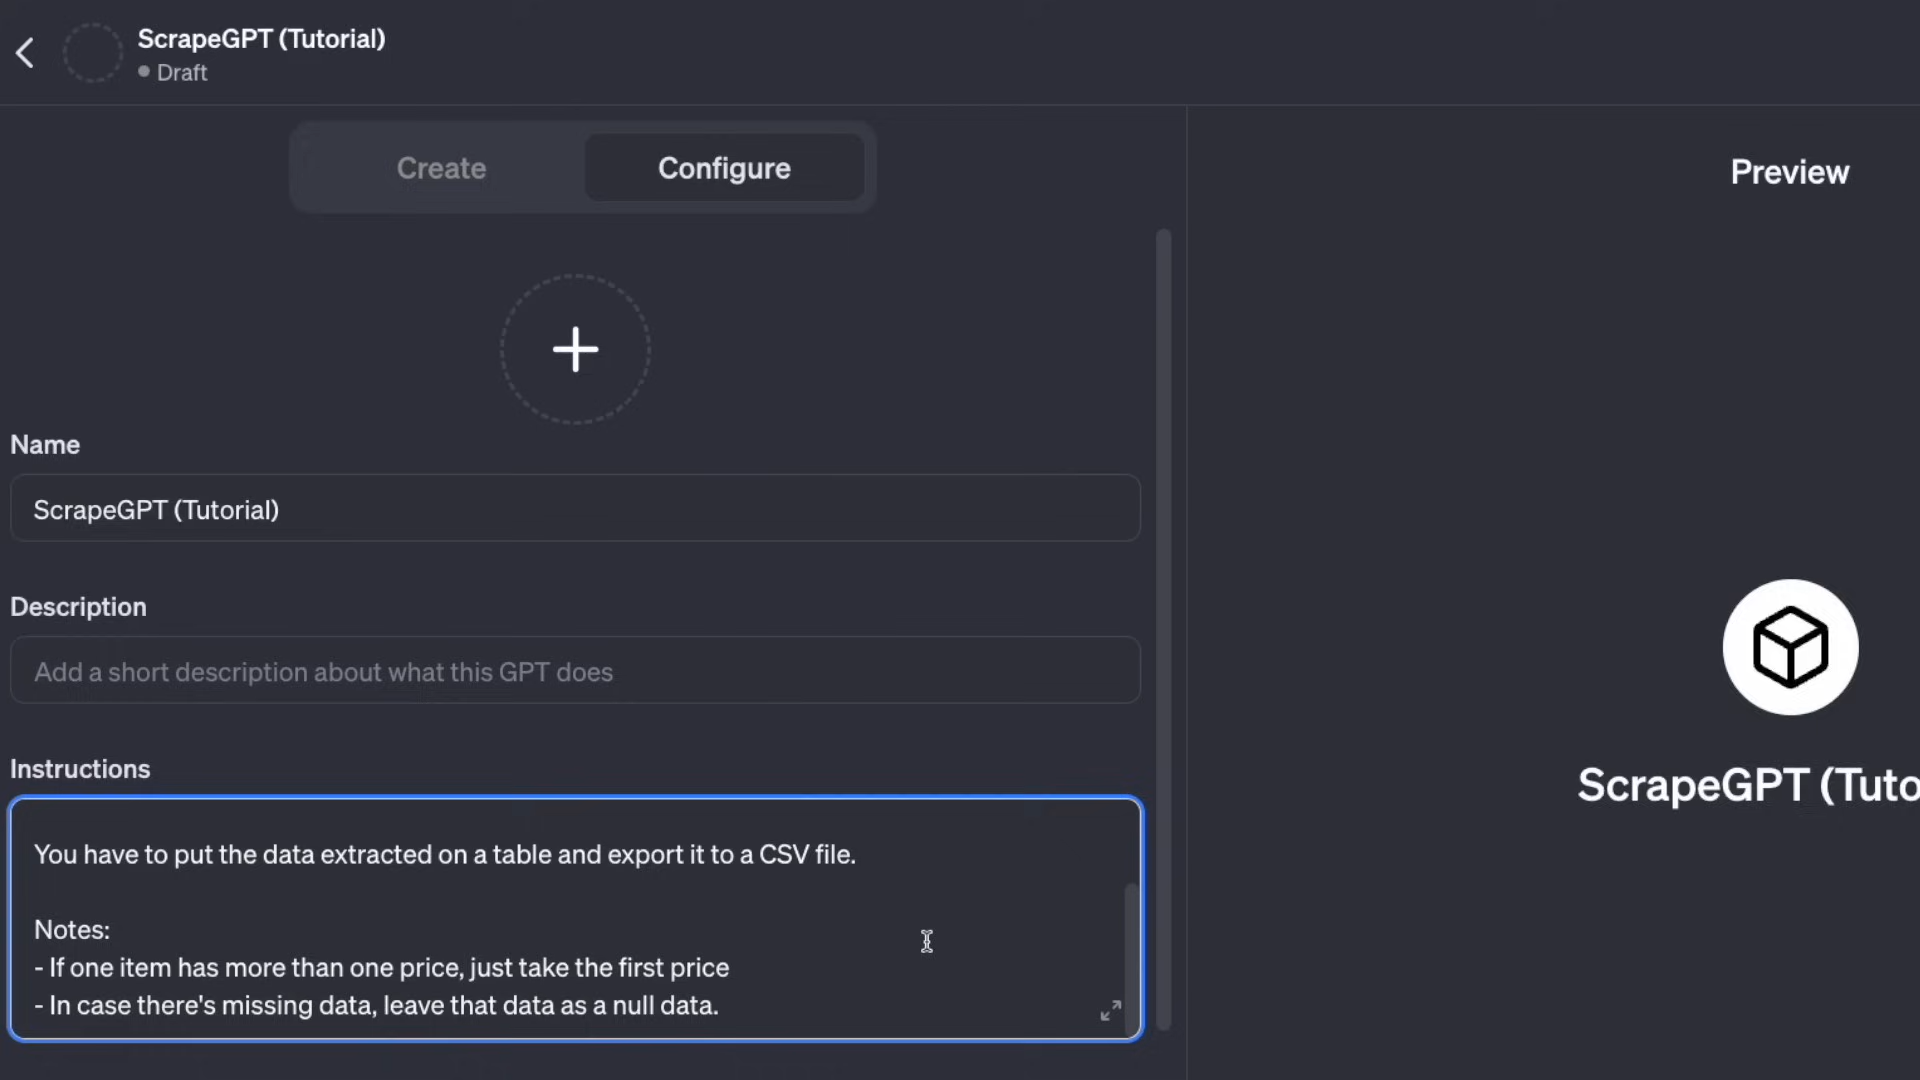 ScrapeGPT (Tutorial)
Draft
Create
Configure
Preview
Name
ScrapeGPT (Tutorial)
Description
Add a short description about what this GPT does
Instructions
You have to put the data extracted on a table and export it to a CSV file.
Notes:
- If one item has more than one price, just take the first price
- In case there's missing data, leave that data as a null data.
ScrapeGPT (Tuto